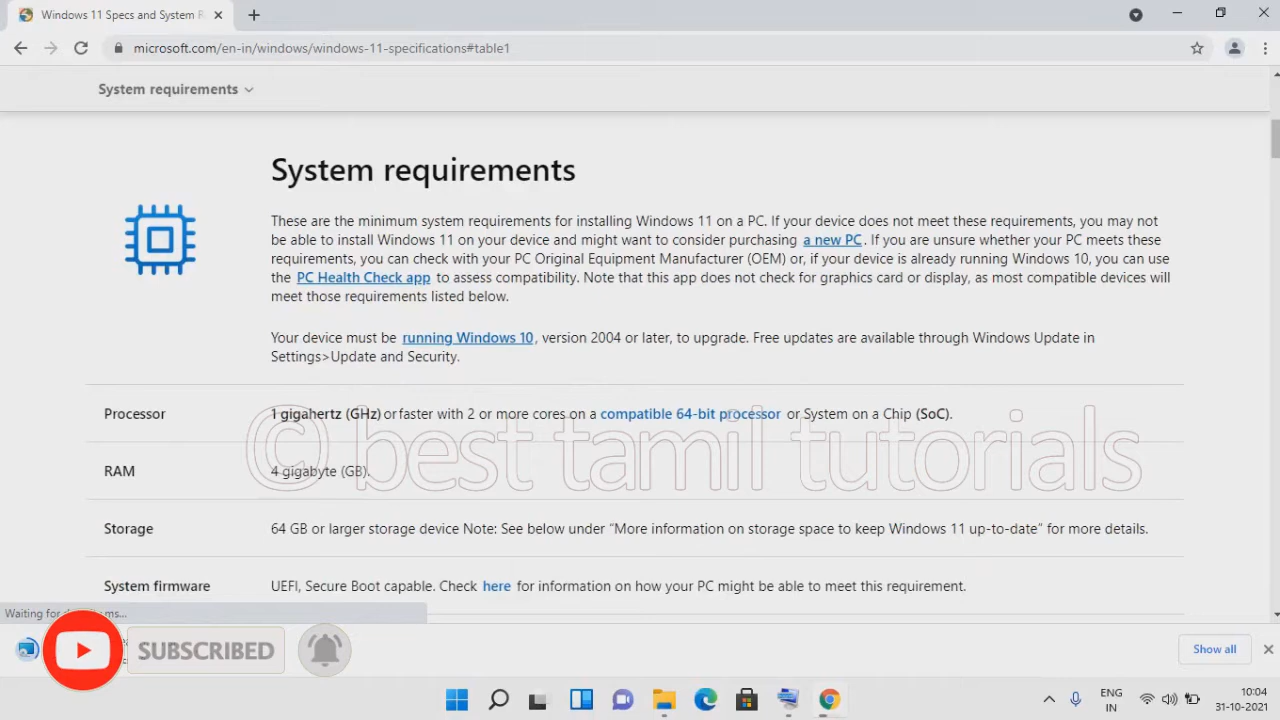 Windows 11 Specs and System R
microsoft.com/en-in/windows/windows-11-specifications#table1
System requirements
System requirements
These are the minimum system requirements for installing Windows 11 on a PC. If your device does not meet these requirements, you may not
be able to install Windows 11 on your device and might want to consider purchasing a new PC. If you are unsure whether your PC meets these
requirements, you can check with your PC Original Equipment Manufacturer (OEM) or, if your device is already running Windows 10, you can use
the PC Health Check app to assess compatibility. Note that this app does not check for graphics card or display, as most compatible devices will
meet those requirements listed below.
Your device must be running Windows 10, version 2004 or later, to upgrade. Free updates are available through Windows Update in
Settings>Update and Security.
Processor 1 gigahertz (GHz) or faster with 2 or more cores on a compatible 64-bit processor or System on a Chip (SoC).
© best tamil tutorials
RAM 4 gigabyte (GB).
Storage 64 GB or larger storage device Note: See below under “More information on storage space to keep Windows 11 up-to-date” for more details.
System firmware UEFI, Secure Boot capable. Check here for information on how your PC might be able to meet this requirement.
Waiting for
SUBSCRIBED
Show all
ENG
IN
10:04
31-10-2021